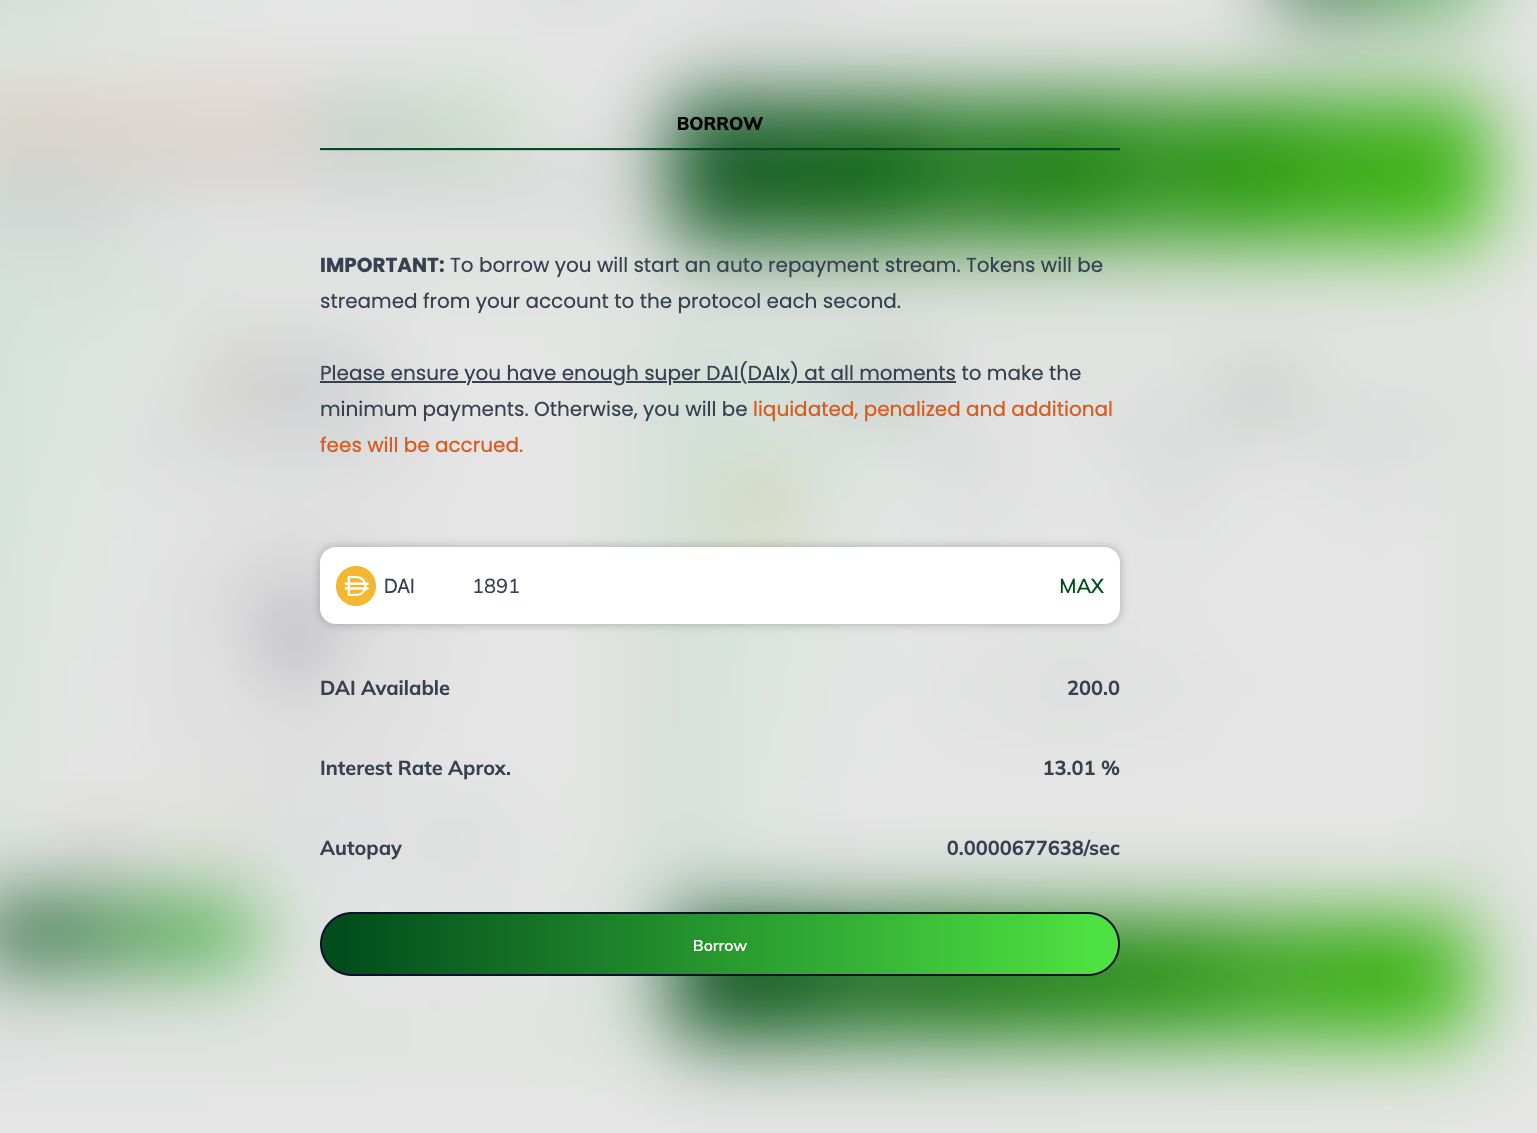 BORROW
IMPORTANT: To borrow you will start an auto repayment stream. Tokens will be
streamed from your account to the protocol each second.
Please ensure you have enough super DAI(DAIx) at all moments to make the
minimum payments. Otherwise, you will be liquidated, penalized and additional
fees will be accrued.
DAI 1891 MAX
DAI Available 200.0
Interest Rate Aprox. 13.01 %
Autopay 0.0000677638/sec
Borrow